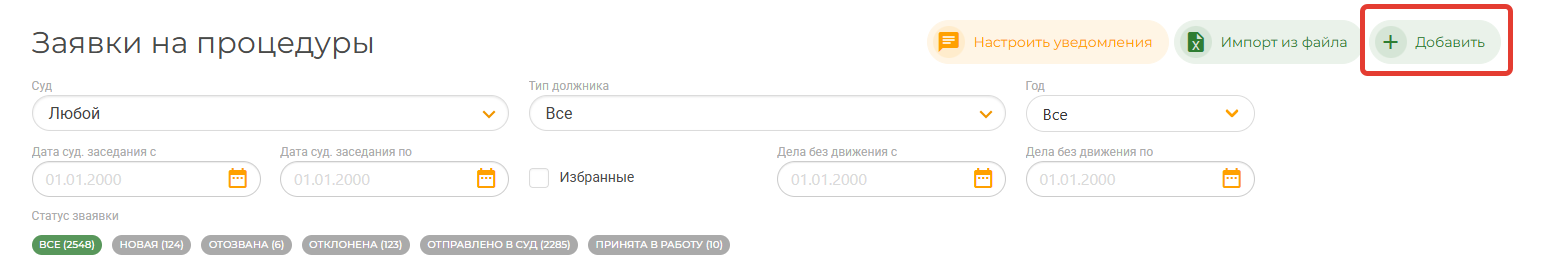 Заявки на процедуры
Настроить уведомления
Импорт из файла
Добавить
Суд
Тип должника
Год
Любой
Все
Все
Дата суд. заседания с
Дата суд. заседания по
Дела без движения с
Дела без движения по
01.01.2000
01.01.2000
Избранные
01.01.2000
01.01.2000
Статус зваявки
ВСЕ (2548)
НОВАЯ (124)
ОТОЗВАНА (6)
ОТКЛОНЕНА (123)
ОТПРАВЛЕНО В СУД (2285)
ПРИНЯТА В РАБОТУ (10)